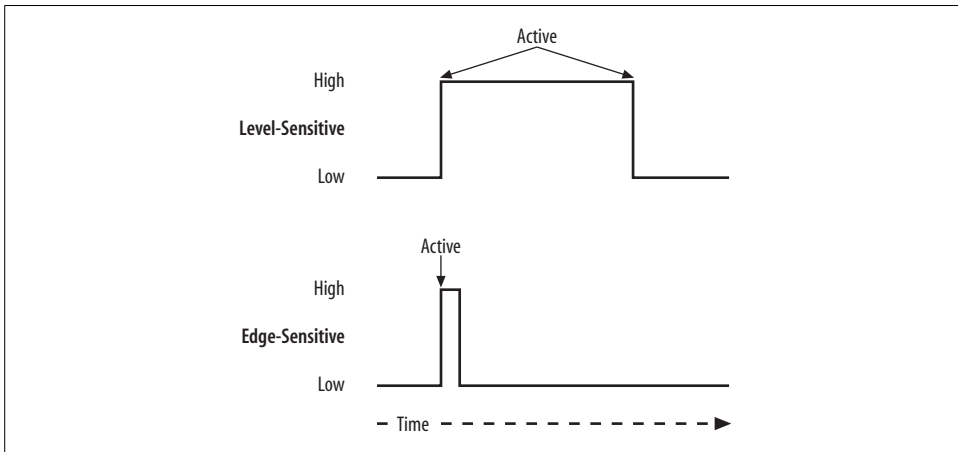 Active
High
Level-Sensitive
Low
Active
High
Edge-Sensitive
Low
Time